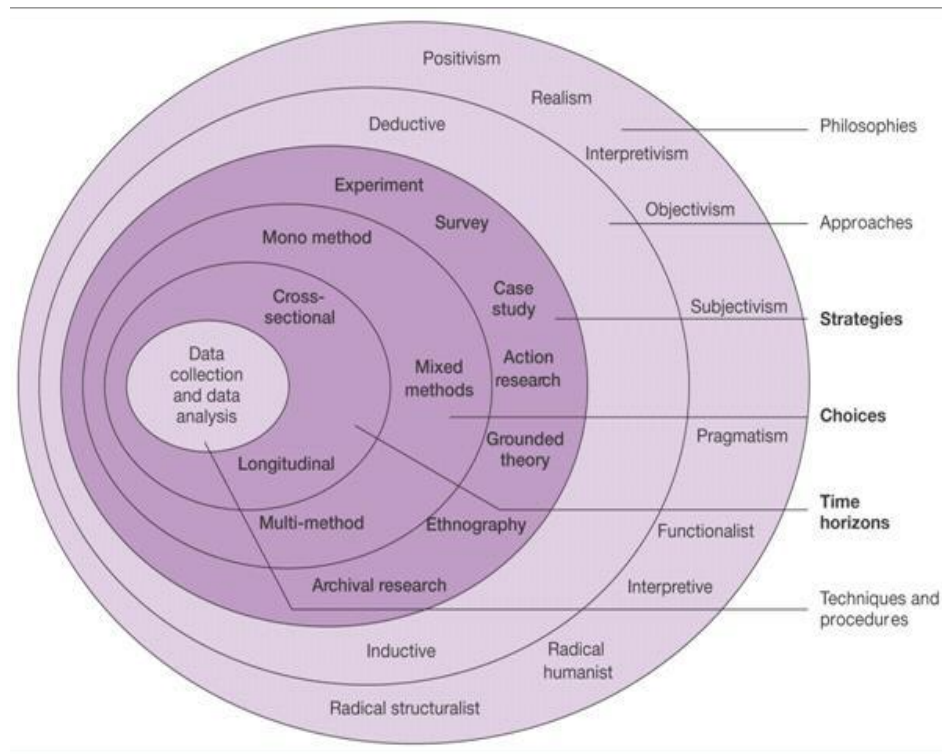 Positivism
Realism
Philosophies
Deductive
Interpretivism
Experiment
Objectivism
Survey
Approaches
Mono method
Case
study
Cross-
sectional
Subjectivism
Strategies
Data
collection
and data
analysis
Action
research
Mixed
methods
Choices
Pragmatism
Grounded
theory
Longitudinal
Time
horizons
Multi-method
Ethnography
Functionalist
Archival research
Interpretive
Techniques and
procedures
Inductive
Radical
humanist
Radical structuralist